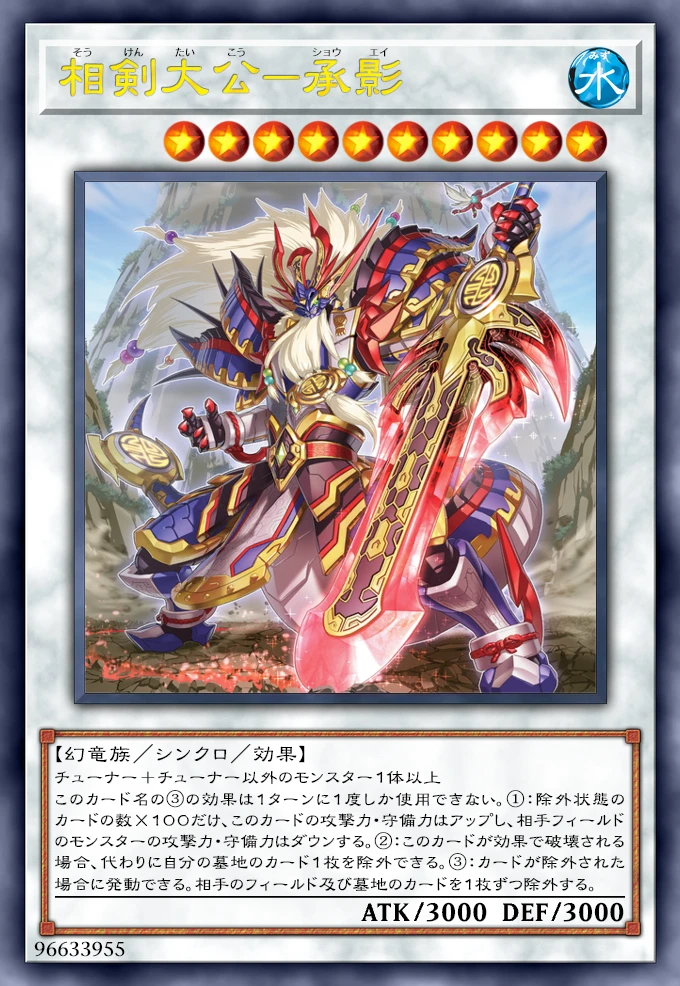 そう けん たい こう ショウ エイ
相剣大公－承影
みず
水
【幻竜族／シンクロ／効果】
チューナー＋チューナー以外のモンスター１体以上
このカード名の③の効果は１ターンに１度しか使用できない。①：除外状態の
カードの数×１００だけ、このカードの攻撃力・守備力はアップし、相手フィールド
のモンスターの攻撃力・守備力はダウンする。②：このカードが効果で破壊される
場合、代わりに自分の墓地のカード１枚を除外できる。③：カードが除外された
場合に発動できる。相手のフィールド及び墓地のカードを１枚ずつ除外する。
ATK/3000 DEF/3000
96633955